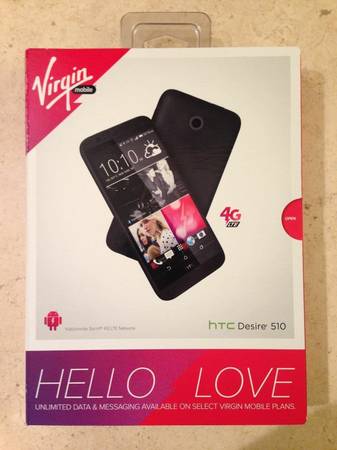 Virgin
mobile
10:10
4G
LTE
OPEN
Nationwide Sprint® 4G LTE Network
htc Desire® 510
HELLO LOVE
UNLIMITED DATA & MESSAGING AVAILABLE ON SELECT VIRGIN MOBILE PLANS.